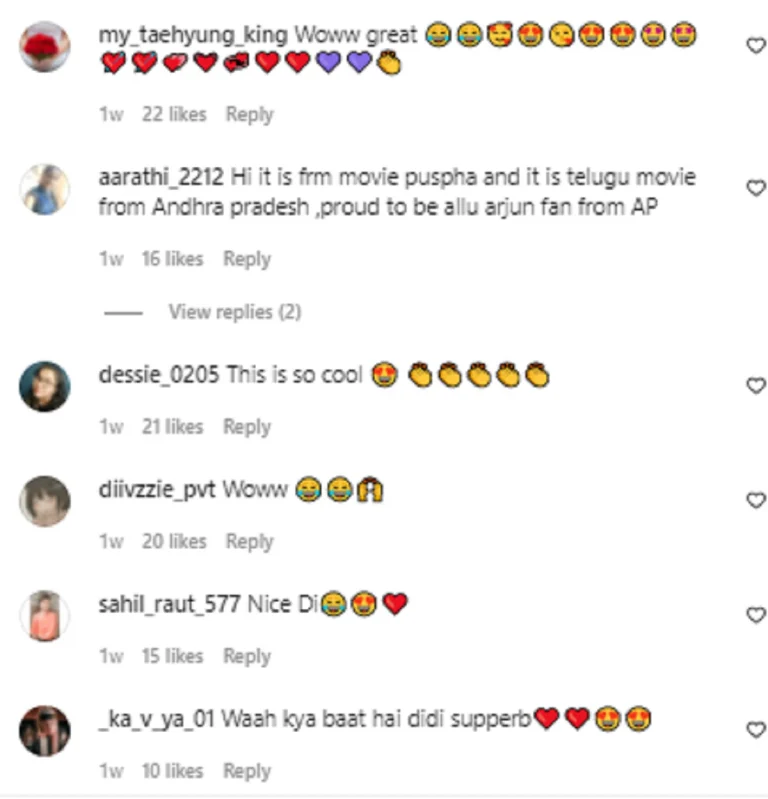 my_taehyung_king Woww great 😂😂🥰😍😘😍😍🤩🤩
💘💘💕❤️💌❤️❤️💜💜👏
1w 22 likes Reply
aarathi_2212 Hi it is frm movie puspha and it is telugu movie
from Andhra pradesh ,proud to be allu arjun fan from AP
1w 16 likes Reply
View replies (2)
dessie_0205 This is so cool 😍 👏👏👏👏👏
1w 21 likes Reply
diivzzie_pvt Woww 😂😂🙌
1w 20 likes Reply
sahil_raut_577 Nice Di😂😍❤️
1w 15 likes Reply
_ka_v_ya_01 Waah kya baat hai didi supperb❤️❤️😍😍
1w 10 likes Reply